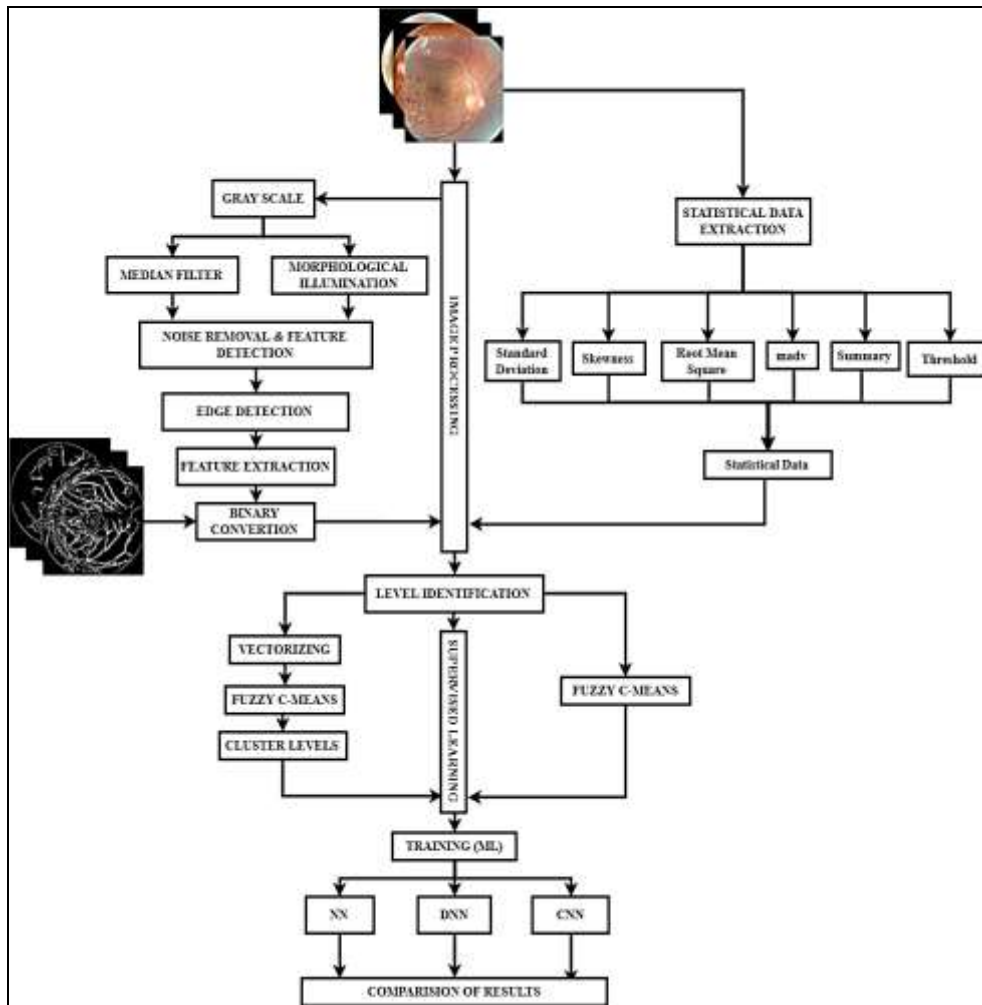 GRAY SCALE
MEDIAN FILTER
MORPHOLOGICAL
ILLUMINATION
NOISE REMOVAL & FEATURE
DETECTION
EDGE DETECTION
FEATURE EXTRACTION
BINARY
CONVERTION
IMAGE PROCESSING
STATISTICAL DATA
EXTRACTION
Standard
Deviation
Skewness
Root Mean
Square
madv
Summary
Threshold
Statistical Data
LEVEL IDENTIFICATION
VECTORIZING
FUZZY C-MEANS
CLUSTER LEVELS
SUPERVISED LEARNING
FUZZY C-MEANS
TRAINING (ML)
NN
DNN
CNN
COMPARISION OF RESULTS